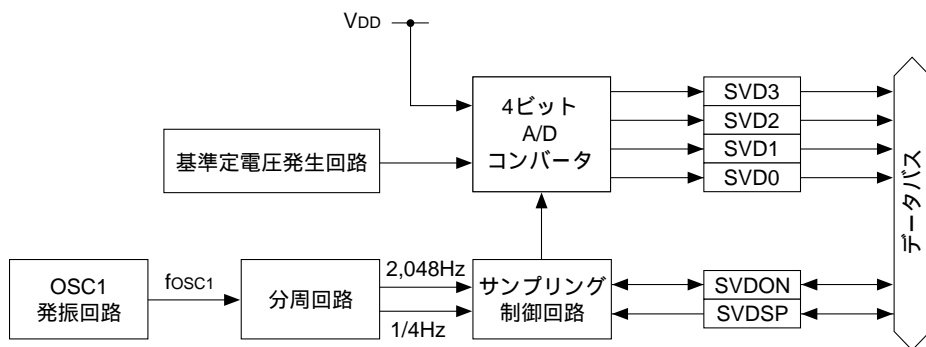 VDD
4ビット
A/D
コンバータ
SVD3
SVD2
SVD1
SVD0
基準定電圧発生回路
データバス
OSC1
発振回路
fOSC1
分周回路
2,048Hz
1/4Hz
サンプリング
制御回路
SVDON
SVDSP